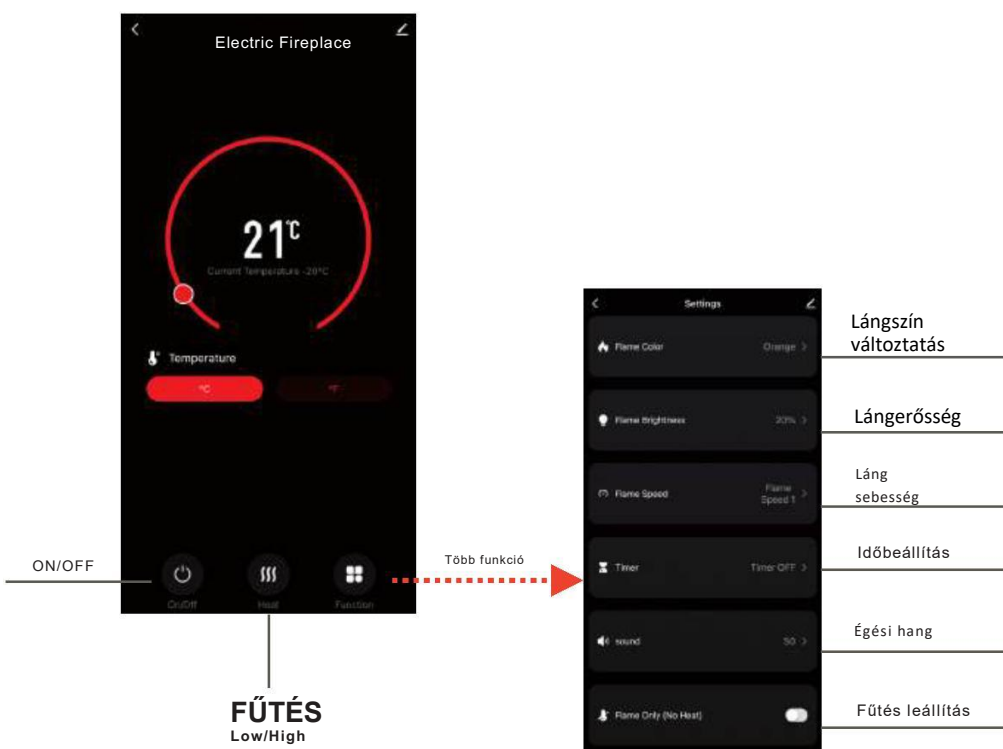 Electric Fireplace
21°C
Current Temperature -20°C
Temperature
°C
°F
On/Off
Heat
Function
ON/OFF
FŰTÉS
Low/High
Több funkció
Settings
Flame Color
Orange
Flame Brightness
20%
Flame Speed
Flame
Speed 1
Timer
Timer OFF
sound
50
Flame Only (No Heat)
Lángszín
változtatás
Lángerősség
Láng
sebesség
Időbeállítás
Égési hang
Fűtés leállítás